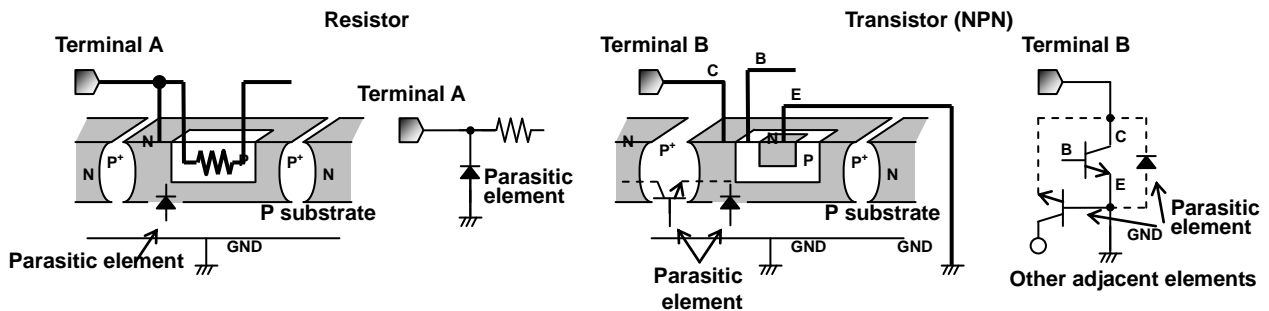 Resistor
Terminal A
N
P+
N
P
P+
N
P substrate
GND
Parasitic element
Terminal A
Parasitic
element
Transistor (NPN)
Terminal B
C
B
E
N
P+
N
N
P
P+
N
P substrate
GND
GND
Parasitic
element
Terminal B
C
B
E
GND
Parasitic
element
Other adjacent elements